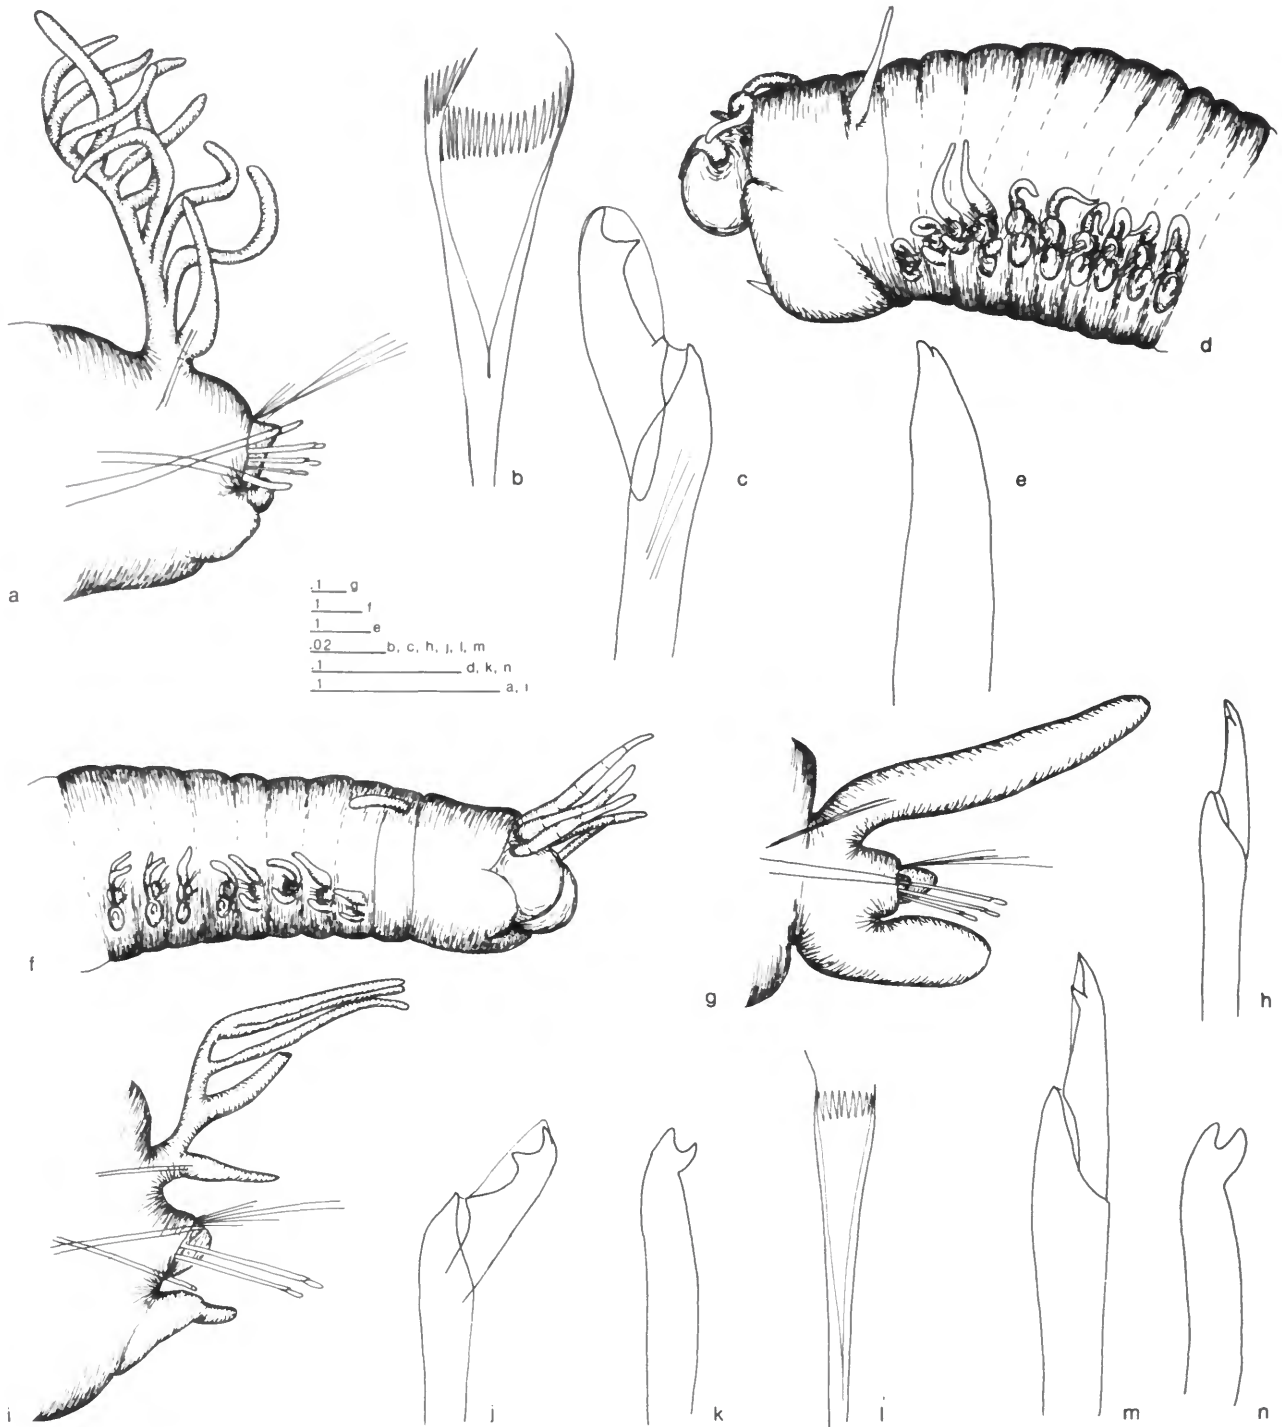 b
c
d
e
a
.1 g
.1 f
.1 e
.02 b, c, h, j, l, m
.1 d, k, n
.1 a, i
f
g
h
i
j
k
l
m
n